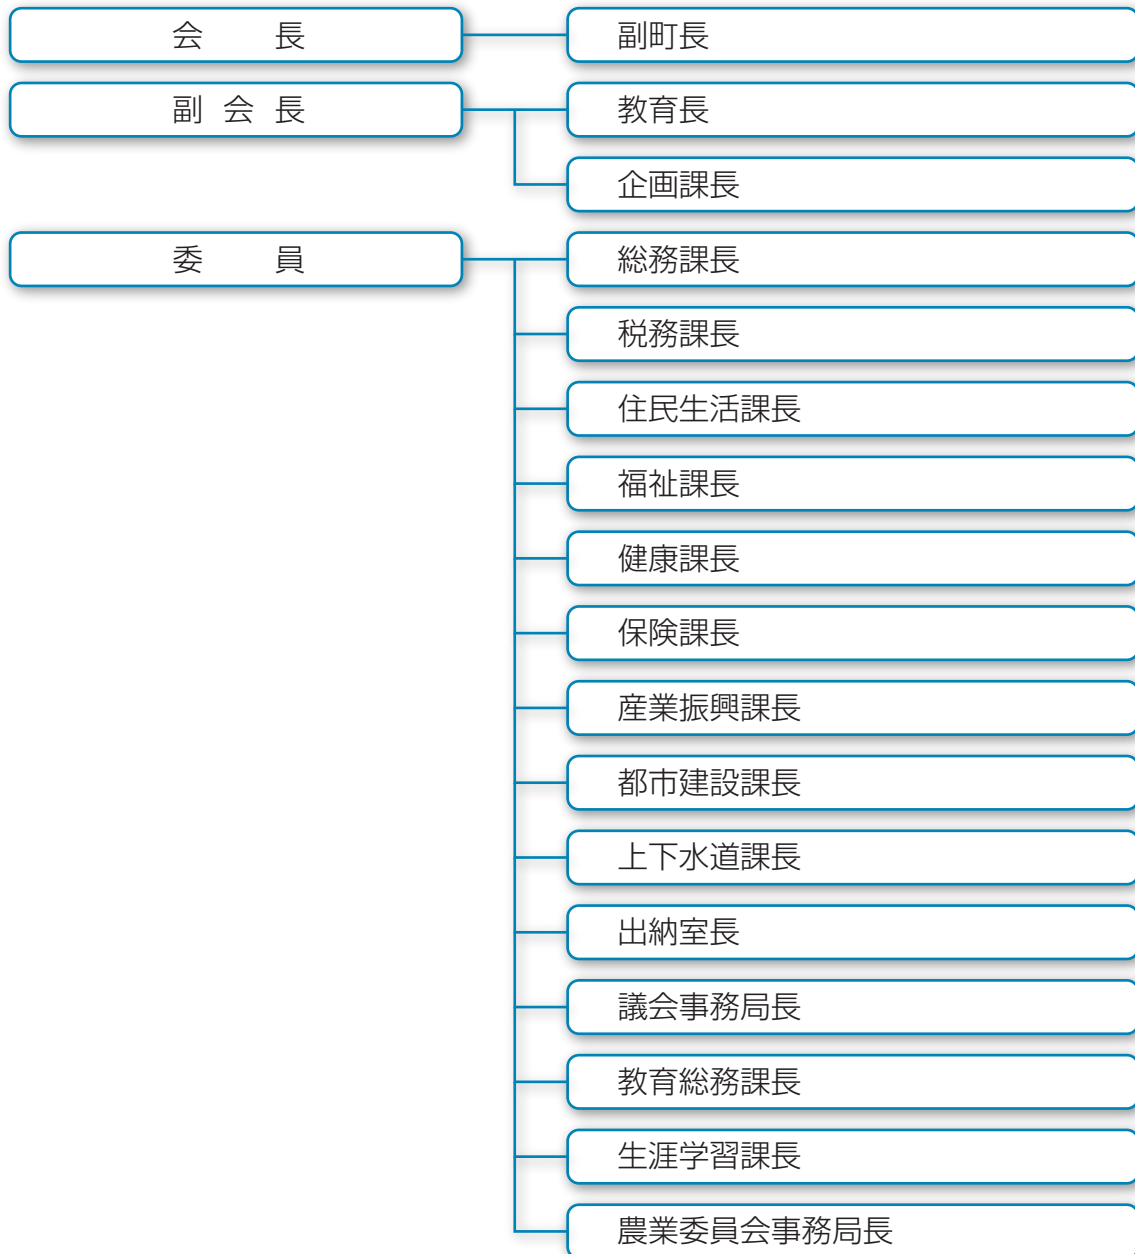 会長 副町長
副会長 教育長
企画課長
委員 総務課長
税務課長
住民生活課長
福祉課長
健康課長
保険課長
産業振興課長
都市建設課長
上下水道課長
出納室長
議会事務局長
教育総務課長
生涯学習課長
農業委員会事務局長